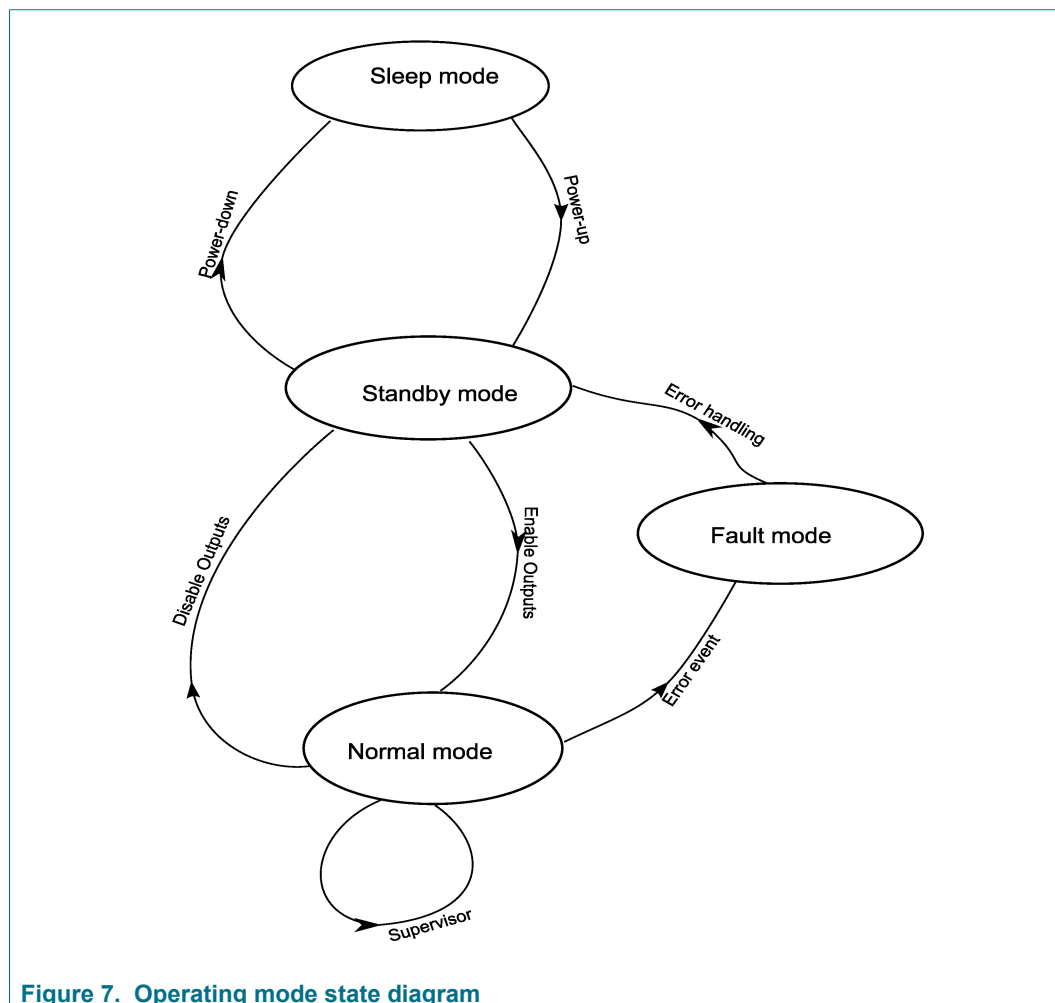 Sleep mode
Power-down
Power-up
Standby mode
Error handling
Enable Outputs
Disable Outputs
Fault mode
Error event
Normal mode
Supervisor
Figure 7. Operating mode state diagram